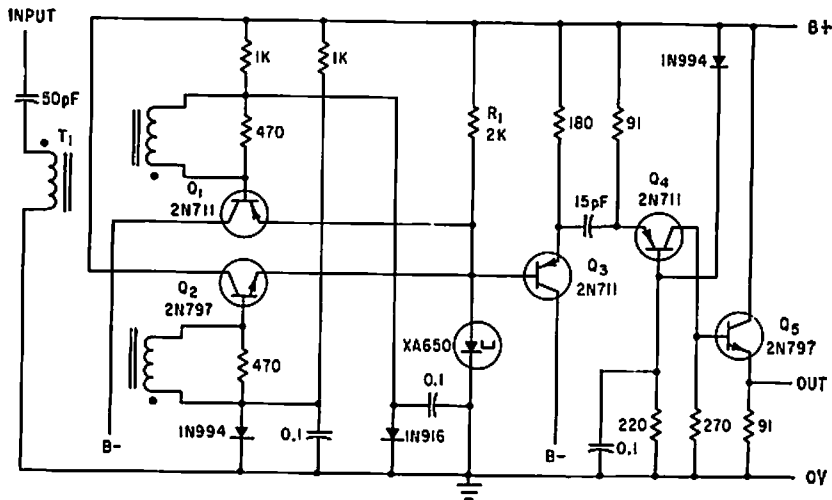 INPUT
50pF
T1
1K
1K
470
Q1
2N711
R1
2K
180
91
15pF
1N994
B+
Q4
2N711
Q2
2N797
Q3
2N711
Q5
2N797
470
XA650
0.1
OUT
B-
1N994
0.1
1N916
B-
0.1
220
270
91
0V